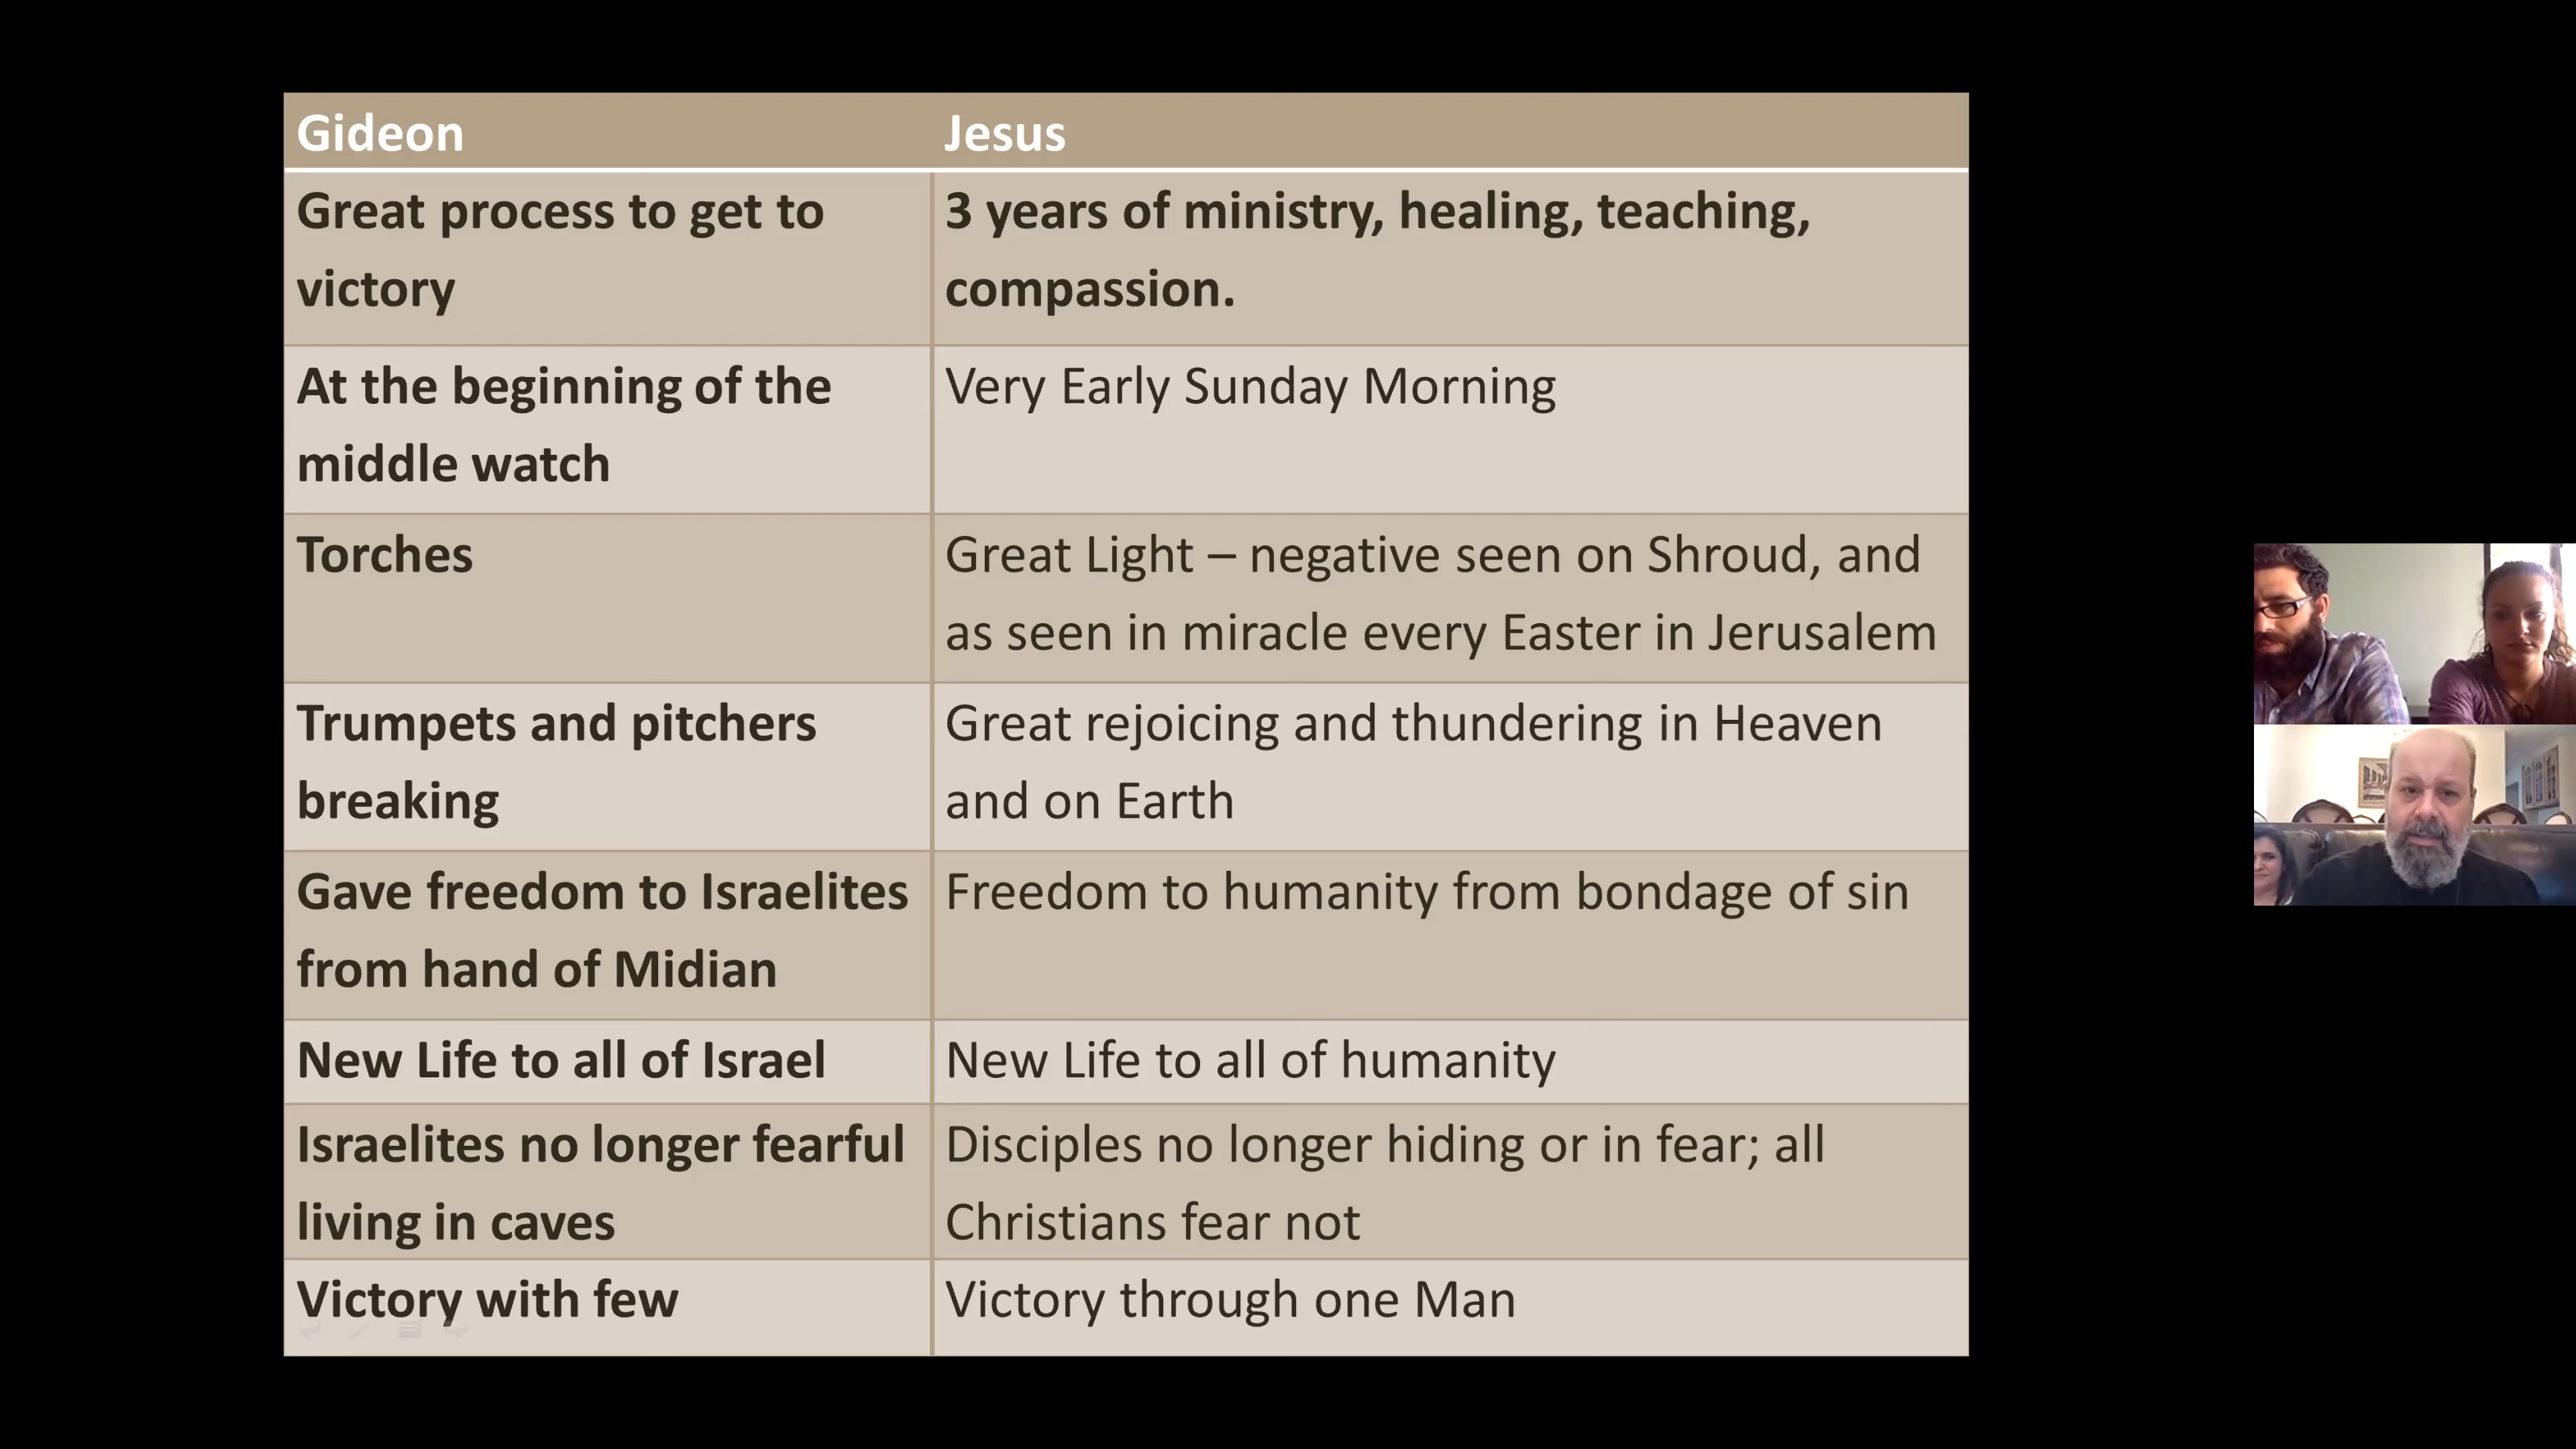 Gideon
Jesus
Great process to get to
victory
3 years of ministry, healing, teaching,
compassion.
At the beginning of the
middle watch
Very Early Sunday Morning
Torches
Great Light – negative seen on Shroud, and
as seen in miracle every Easter in Jerusalem
Trumpets and pitchers
breaking
Great rejoicing and thundering in Heaven
and on Earth
Gave freedom to Israelites
from hand of Midian
Freedom to humanity from bondage of sin
New Life to all of Israel
New Life to all of humanity
Israelites no longer fearful
living in caves
Disciples no longer hiding or in fear; all
Christians fear not
Victory with few
Victory through one Man